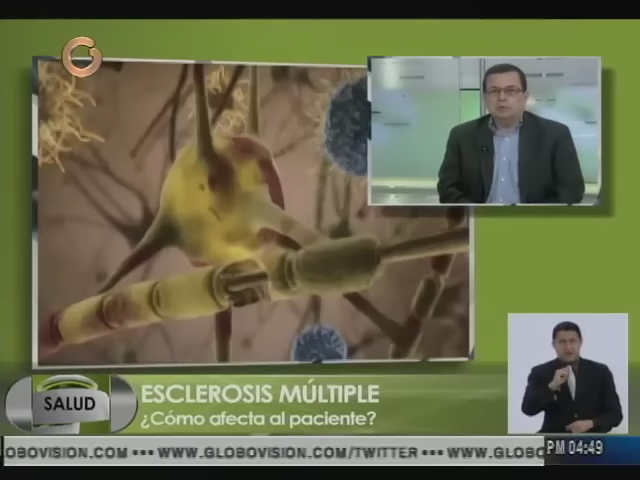 SALUD
ESCLEROSIS MÚLTIPLE
¿Cómo afecta al paciente?
OBOVISION.COM ••• WWW.GLOBOVISION.COM/TWITTER ••• WWW.GLOBO
PM 04:49